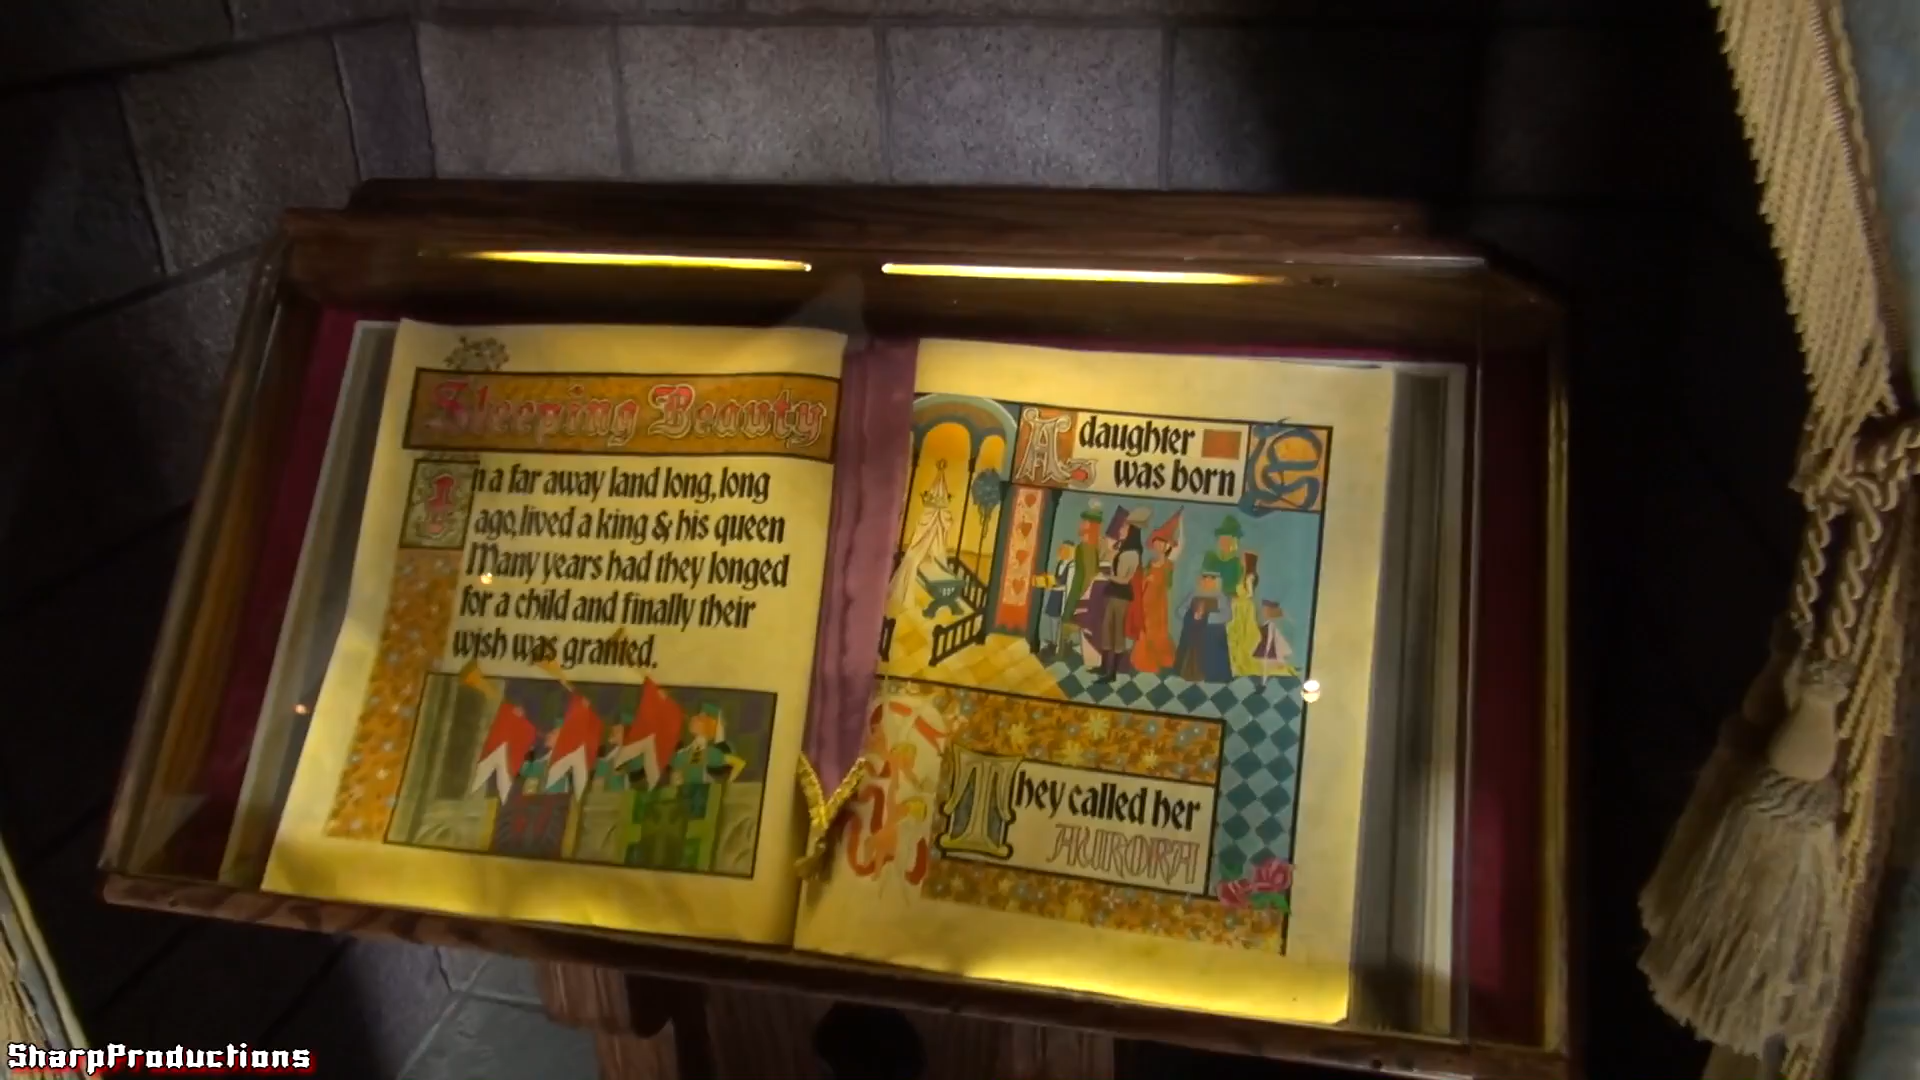 Sleeping Beauty
In a far away land long, long
ago, lived a king & his queen
Many years had they longed
for a child and finally their
wish was granted.
A daughter
was born
They called her
AURORA
SharpProductions